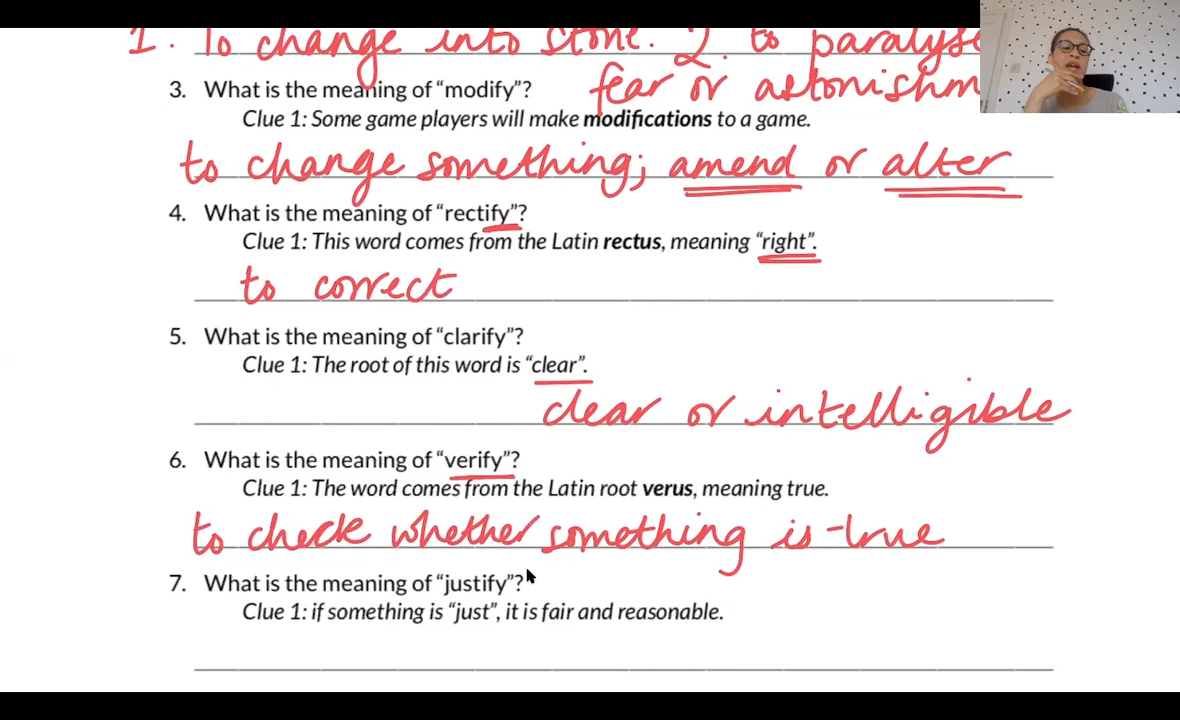 1. To change into stone. 2. to paralyse
3. What is the meaning of “modify”?
fear or astonishm
Clue 1: Some game players will make modifications to a game.
to change something; amend or alter
4. What is the meaning of “rectify”?
Clue 1: This word comes from the Latin rectus, meaning “right”.
to correct
5. What is the meaning of “clarify”?
Clue 1: The root of this word is “clear”.
clear or intelligible
6. What is the meaning of “verify”?
Clue 1: The word comes from the Latin root verus, meaning true.
to check whether something is true
7. What is the meaning of “justify”?
Clue 1: if something is “just”, it is fair and reasonable.